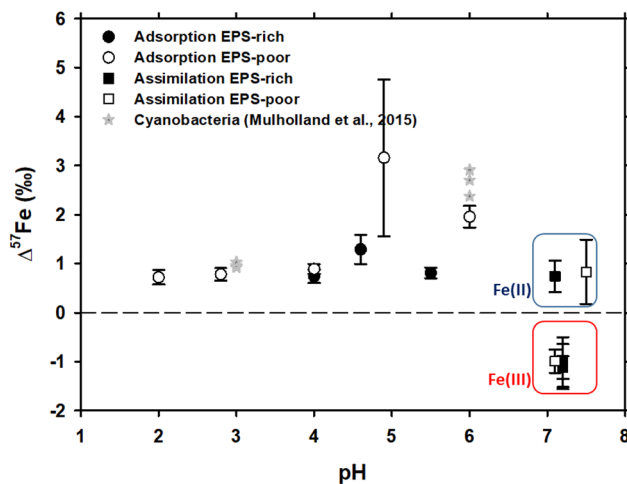 6
Adsorption EPS-rich
5
Adsorption EPS-poor
Assimilation EPS-rich
4
Assimilation EPS-poor
Cyanobacteria (Mulholland et al., 2015)
3
Δ⁵⁷Fe (‰)
2
1
Fe(II)
0
-1
Fe(III)
-2
1 2 3 4 5 6 7 8
pH